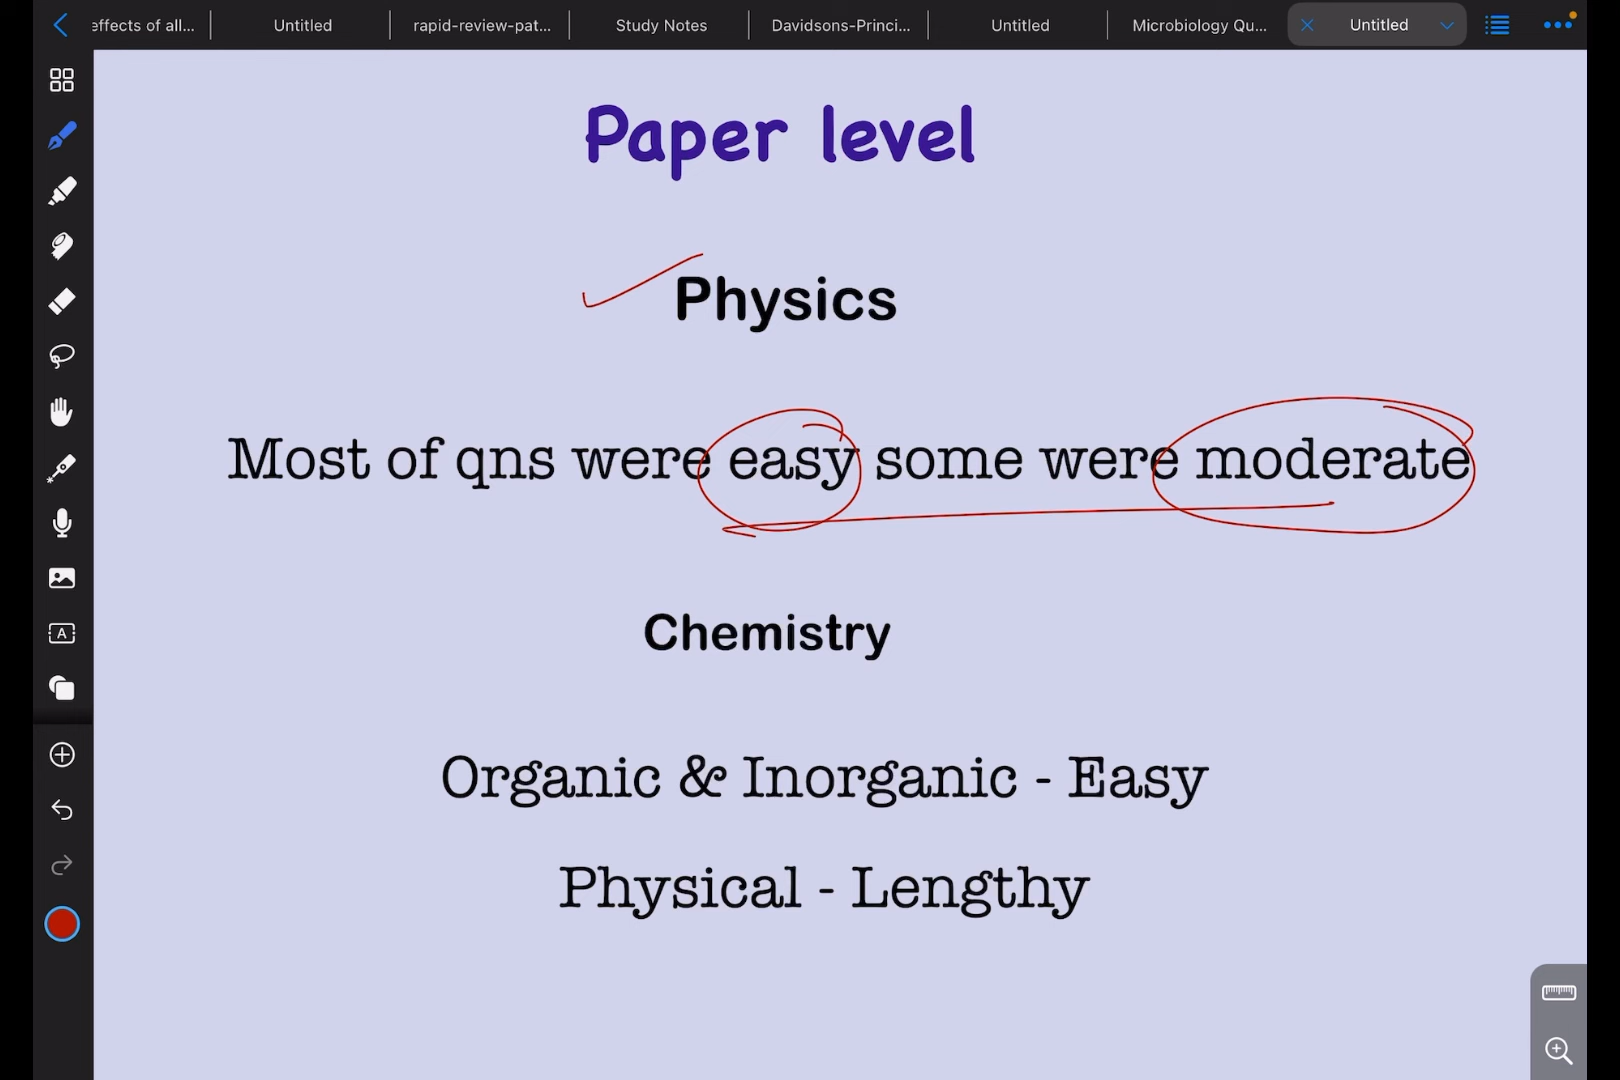 effects of all...
Untitled
rapid-review-pat...
Study Notes
Davidsons-Princi...
Untitled
Microbiology Qu...
Untitled
Paper level
Physics
Most of qns were easy some were moderate
Chemistry
Organic & Inorganic - Easy
Physical - Lengthy
A